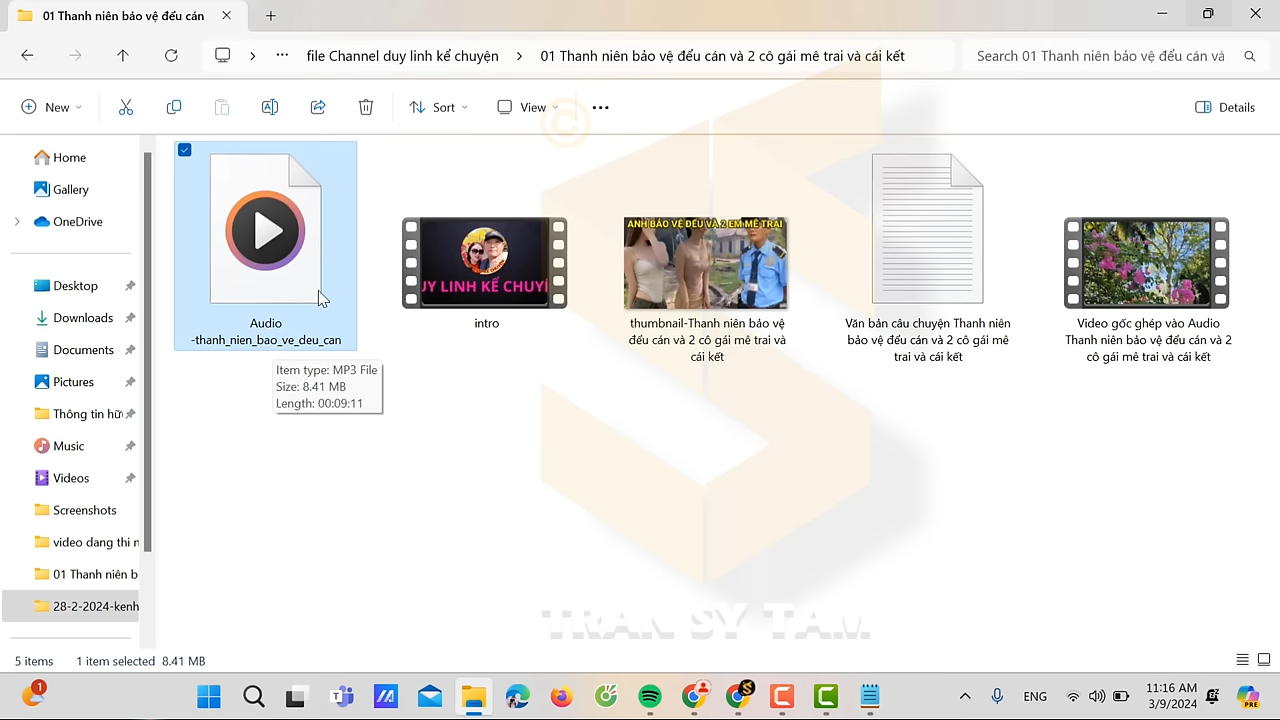 01 Thanh niên bảo vệ đểu cán
file Channel duy linh kể chuyện
01 Thanh niên bảo vệ đểu cán và 2 cô gái mê trai và cái kết
Search 01 Thanh niên bảo vệ đểu cán và
New
Sort
View
Details
Home
Gallery
OneDrive
Desktop
Downloads
Documents
Pictures
Thông tin hữu
Music
Videos
Screenshots
video dang thi n
01 Thanh niên b
28-2-2024-kenh
Audio
-thanh_nien_bao_ve_deu_can
Item type: MP3 File
Size: 8.41 MB
Length: 00:09:11
UY LINH KỂ CHUYỆ
intro
ANH BẢO VỆ ĐỂU VÀ 2 EM MÊ TRAI
thumbnail-Thanh niên bảo vệ
đểu cán và 2 cô gái mê trai và
cái kết
Văn bản câu chuyện Thanh niên
bảo vệ đểu cán và 2 cô gái mê
trai và cái kết
Video gốc ghép vào Audio
Thanh niên bảo vệ đểu cán và 2
cô gái mê trai và cái kết
©
TRAN SY TAM
5 items
1 item selected 8.41 MB
1
ENG
11:16 AM
3/9/2024
PRE